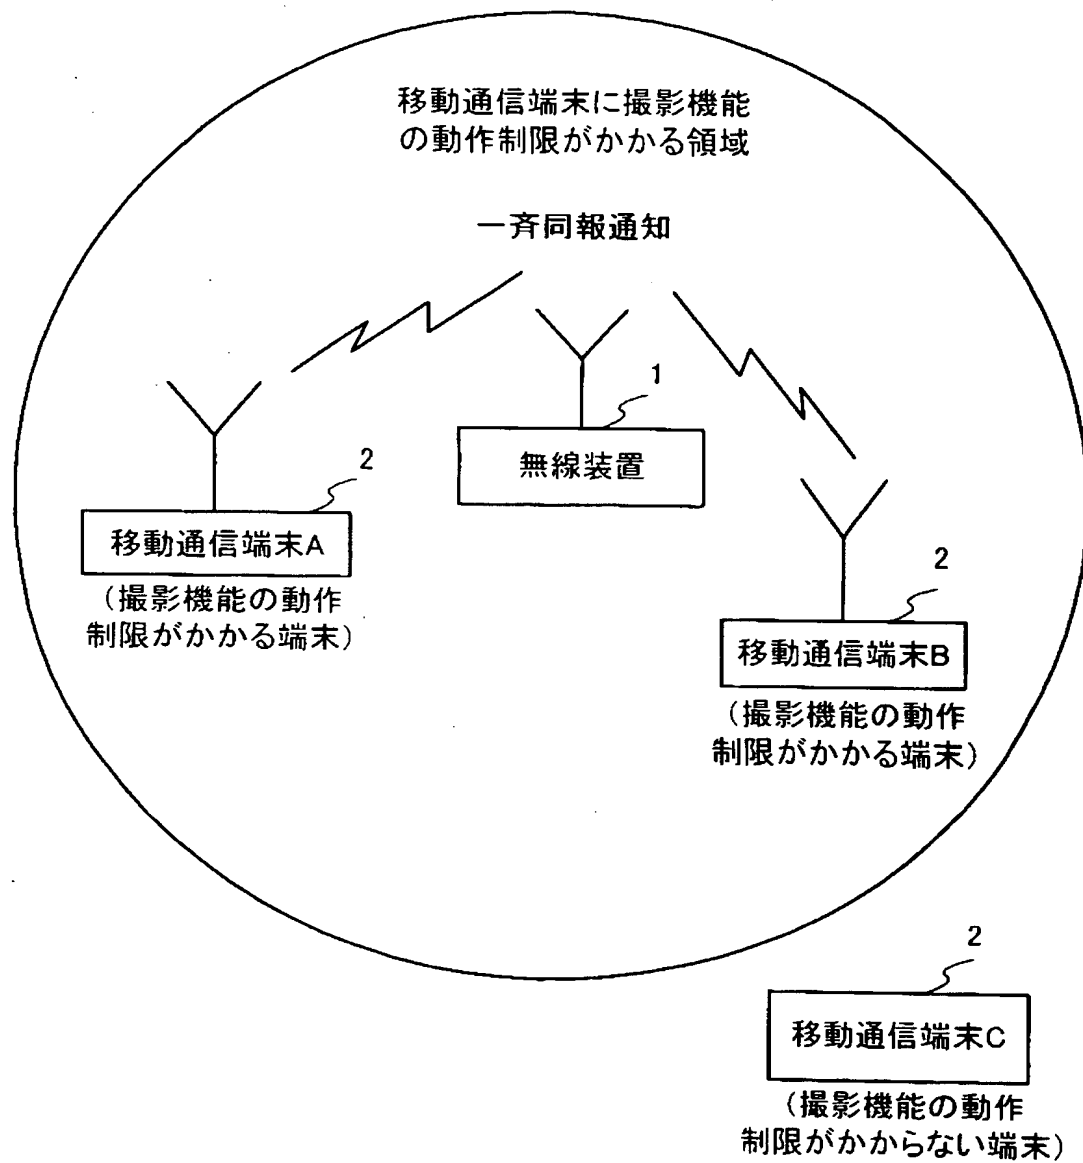 移動通信端末に撮影機能
の動作制限がかかる領域
一斉同報通知
1
無線装置
2
移動通信端末A
（撮影機能の動作
制限がかかる端末）
2
移動通信端末B
（撮影機能の動作
制限がかかる端末）
2
移動通信端末C
（撮影機能の動作
制限がかからない端末）